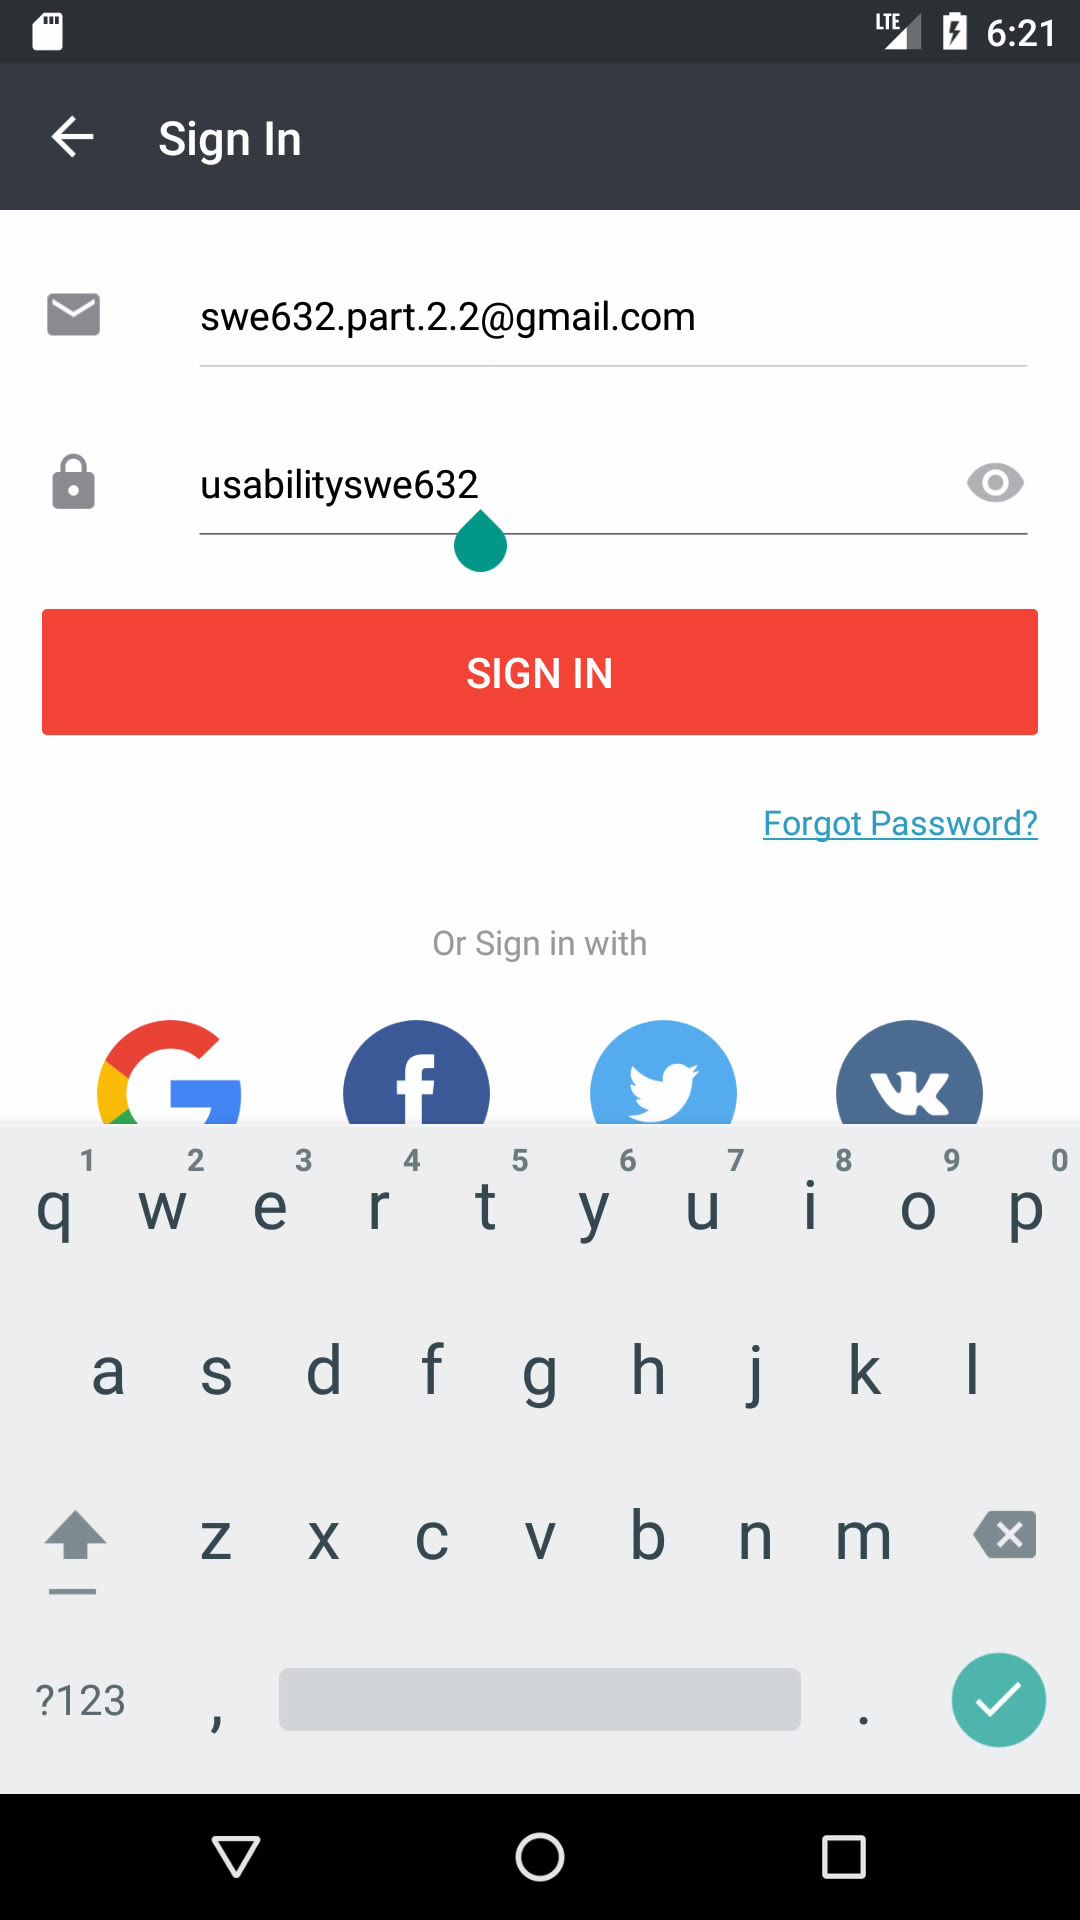 LTE 6:21
Sign In
swe632.part.2.2@gmail.com
usabilityswe632
SIGN IN
Forgot Password?
Or Sign in with
1 2 3 4 5 6 7 8 9 0
q w e r t y u i o p
a s d f g h j k l
z x c v b n m
?123 , .